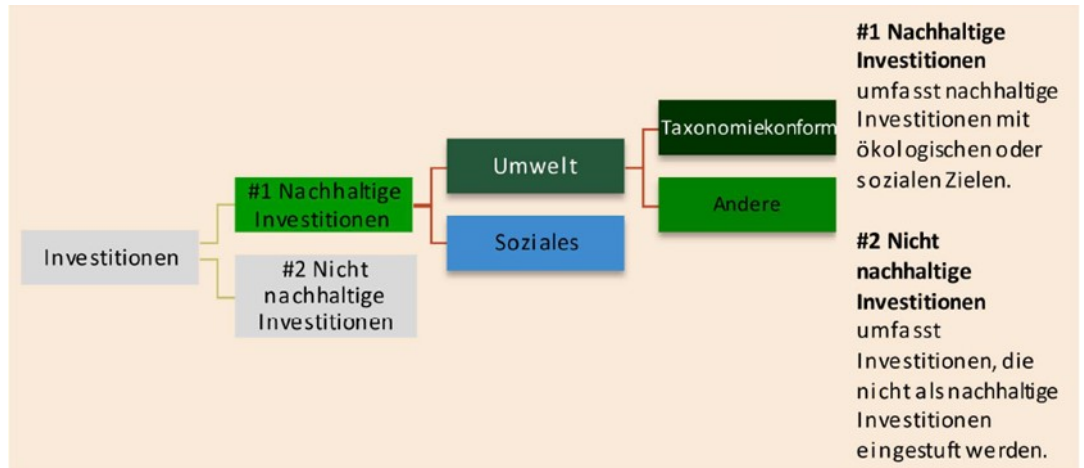 Investitionen
#1 Nachhaltige
Investitionen
#2 Nicht
nachhaltige
Investitionen
Umwelt
Soziales
Taxonomiekonform
Andere
#1 Nachhaltige
Investitionen
umfasst nachhaltige
Investitionen mit
ökologischen oder
sozialen Zielen.
#2 Nicht
nachhaltige
Investitionen
umfasst
Investitionen, die
nicht als nachhaltige
Investitionen
eingestuft werden.